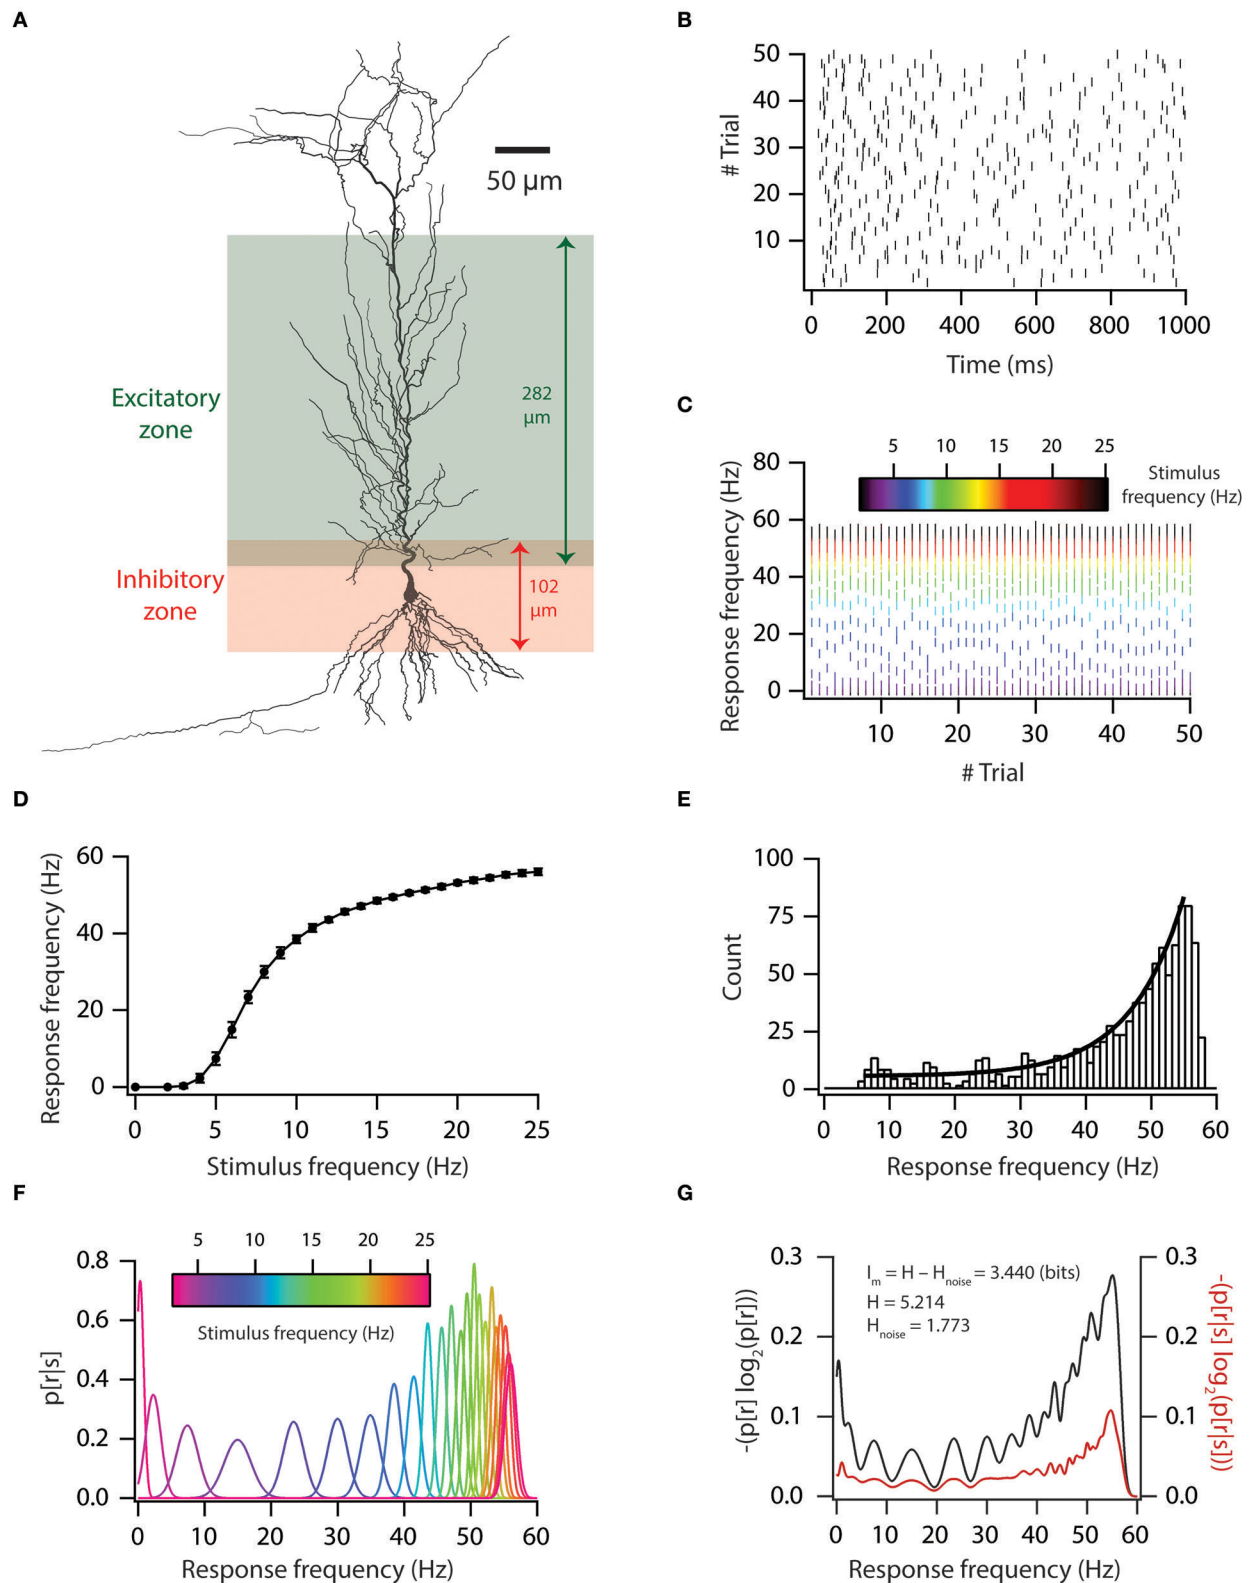 A
50 µm
Excitatory
zone
282
µm
Inhibitory
zone
102
µm
B
50
40
30
20
10
# Trial
0 200 400 600 800 1000
Time (ms)
C
5 10 15 20 25
Stimulus
frequency (Hz)
80
60
40
20
0
Response frequency (Hz)
10 20 30 40 50
# Trial
D
60
40
20
0
Response frequency (Hz)
0 5 10 15 20 25
Stimulus frequency (Hz)
E
100
75
50
25
0
Count
0 10 20 30 40 50 60
Response frequency (Hz)
F
5 10 15 20 25
Stimulus frequency (Hz)
0.8
0.6
0.4
0.2
0.0
p[r|s]
0 10 20 30 40 50 60
Response frequency (Hz)
G
I_m = H – H_noise = 3.440 (bits)
H = 5.214
H_noise = 1.773
0.3
0.2
0.1
0.0
-(p[r] log₂(p[r]))
0.3
0.2
0.1
0.0
-(p[r|s] log₂(p[r|s]))
0 10 20 30 40 50 60
Response frequency (Hz)